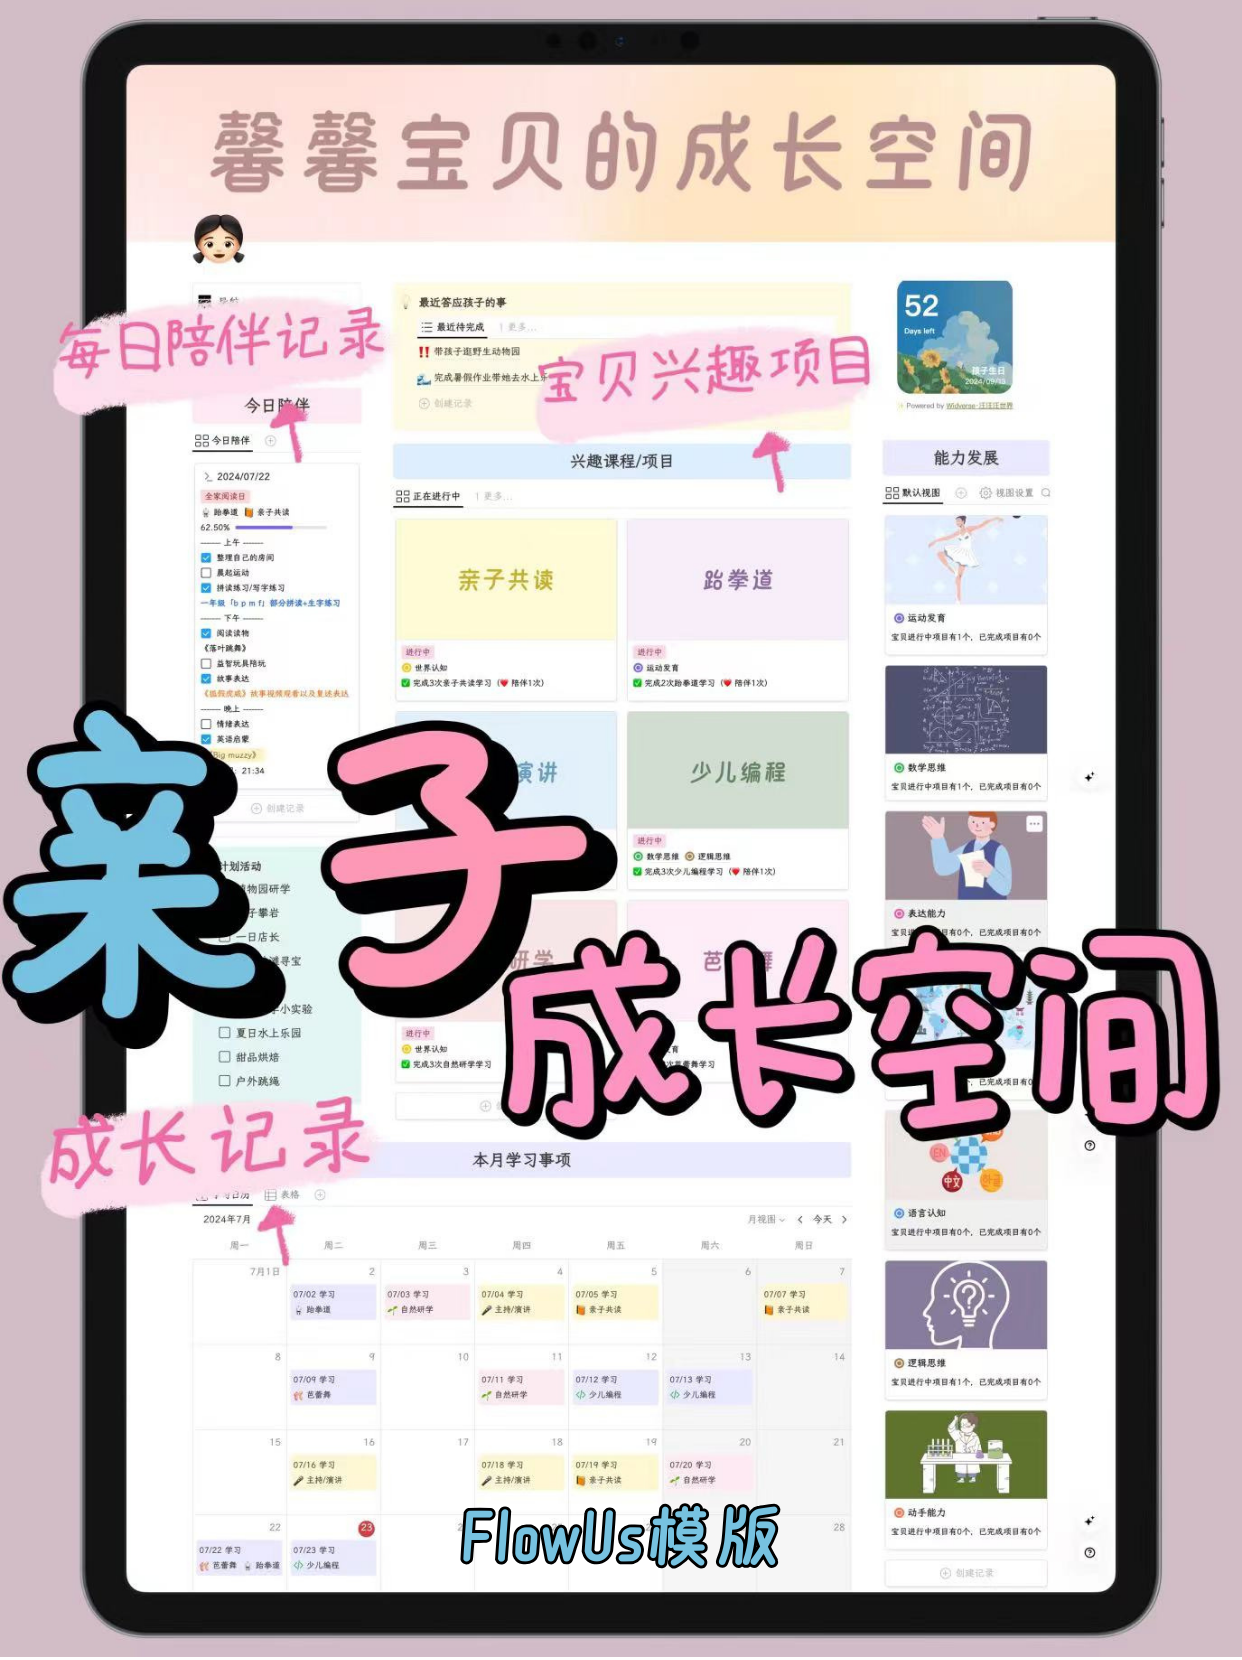 馨馨宝贝的成长空间
每日陪伴记录
今日陪伴
今日陪伴
2024/07/22
全家阅读日
跆拳道 亲子共读
62.50%
上午
整理自己的房间
晨起运动
拼读练习/写字练习
一年级「b p m f」部分拼读+生字练习
下午
阅读读物
《落叶跳舞》
益智玩具陪玩
故事表达
《狐假虎威》故事视频观看以及复述表达
晚上
情绪表达
英语启蒙
Big muzzy》
21:34
创建记录
计划活动
植物园研学
子攀岩
一日店长
滩寻宝
学小实验
夏日水上乐园
甜品烘焙
户外跳绳
最近答应孩子的事
最近待完成 1 更多...
带孩子逛野生动物园
完成暑假作业带她去水上乐
创建记录
宝贝兴趣项目
兴趣课程/项目
正在进行中 1 更多...
亲子共读
进行中
世界认知
完成3次亲子共读学习（❤️ 陪伴1次）
跆拳道
进行中
运动发育
完成2次跆拳道学习（❤️ 陪伴1次）
演讲
少儿编程
进行中
数学思维 逻辑思维
完成3次少儿编程学习（❤️ 陪伴1次）
研学
进行中
世界认知
完成3次自然研学学习
芭
舞
育
次芭蕾舞学习
52
Days left
孩子生日
2024/09/13
Powered by Widverse·汪汪汪世界
能力发展
默认视图 视图设置
运动发育
宝贝进行中项目有1个，已完成项目有0个
数学思维
宝贝进行中项目有1个，已完成项目有0个
表达能力
宝贝进行中项目有0个，已完成项目有0个
个，已完成项目有0
EN
中文
한글
语言认知
宝贝进行中项目有0个，已完成项目有0个
逻辑思维
宝贝进行中项目有1个，已完成项目有0个
动手能力
宝贝进行中项目有0个，已完成项目有0个
创建记录
亲子
成长空间
成长记录
本月学习事项
学习日历 表格
2024年7月 月视图 今天
周一 周二 周三 周四 周五 周六 周日
7月1日 2 3 4 5 6 7
07/02 学习 07/03 学习 07/04 学习 07/05 学习 07/07 学习
跆拳道 自然研学 主持/演讲 亲子共读 亲子共读
8 9 10 11 12 13 14
07/09 学习 07/11 学习 07/12 学习 07/13 学习
芭蕾舞 自然研学 少儿编程 少儿编程
15 16 17 18 19 20 21
07/16 学习 07/18 学习 07/19 学习 07/20 学习
主持/演讲 主持/演讲 亲子共读 自然研学
22 23 28
07/22 学习 07/23 学习
芭蕾舞 跆拳道 少儿编程
FlowUs模版